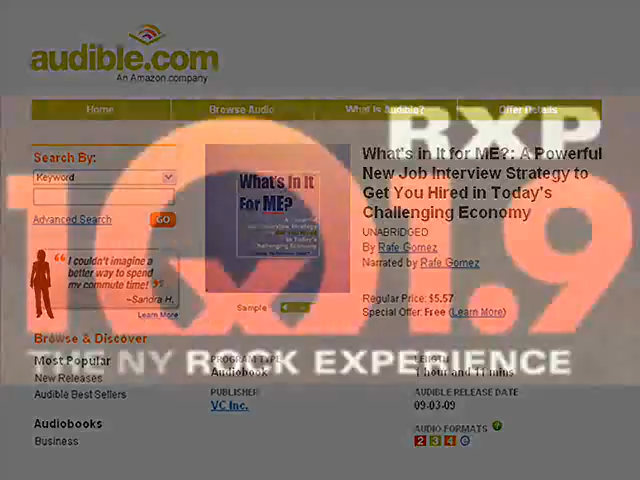 audible.com
An Amazon company
Home
Browse Audio
What is Audible?
Offer Details
RXP
101.9
THE NY ROCK EXPERIENCE
Search By:
Keyword
Advanced Search
GO
“ I couldn't imagine a
better way to spend
my commute time! ”
~Sandra H.
Learn More
Browse & Discover
Most Popular
New Releases
Audible Best Sellers
Audiobooks
Business
What's In It
For ME?
Sample
What's in It for ME?: A Powerful
New Job Interview Strategy to
Get You Hired in Today's
Challenging Economy
UNABRIDGED
By Rafe Gomez
Narrated by Rafe Gomez
Regular Price: $5.57
Special Offer: Free (Learn More)
PROGRAM TYPE
Audiobook
PUBLISHER
VC Inc.
LENGTH
1 hour and 11 mins
AUDIBLE RELEASE DATE
09-03-09
AUDIO FORMATS
2 3 4